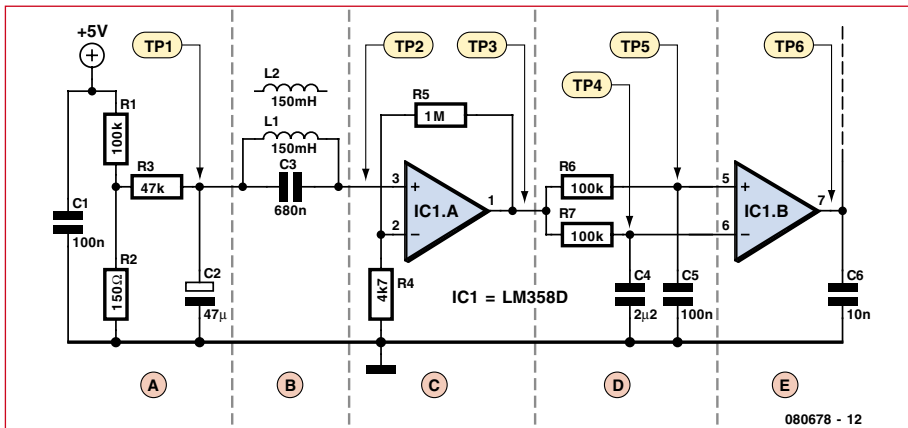 +5V
TP1
TP2
TP3
TP5
TP6
TP4
L2
150mH
L1
150mH
C3
680n
R1
100k
R3
47k
C1
100n
R2
150Ω
C2
47µ
R5
1M
3
+
IC1.A
1
2
–
R4
4k7
IC1 = LM358D
R6
100k
R7
100k
C4
2µ2
C5
100n
5
+
IC1.B
7
6
–
C6
10n
A
B
C
D
E
080678 - 12